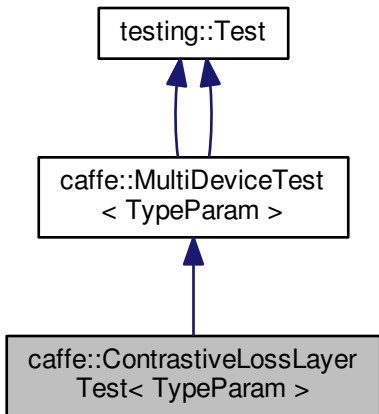 testing::Test
caffe::MultiDeviceTest
< TypeParam >
caffe::ContrastiveLossLayer
Test< TypeParam >